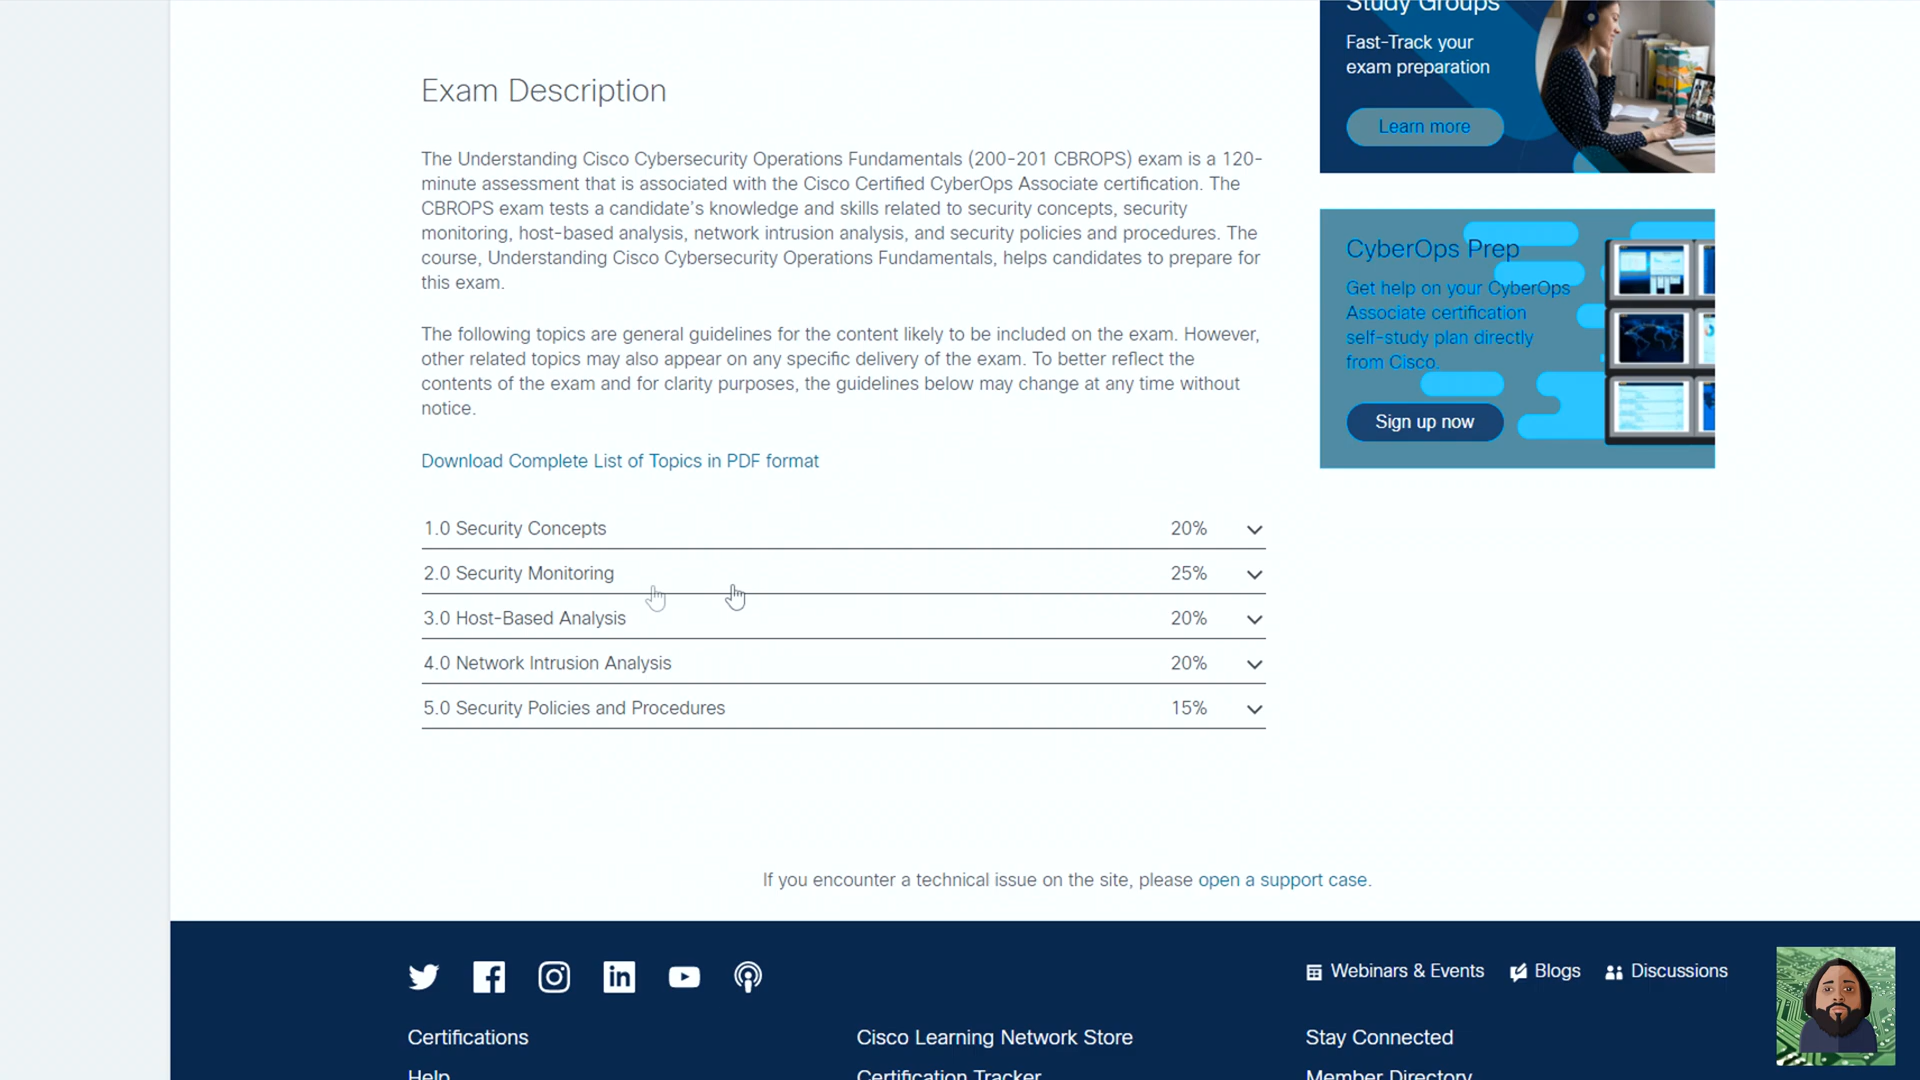 Study Groups
Fast-Track your
exam preparation
Learn more
Exam Description
The Understanding Cisco Cybersecurity Operations Fundamentals (200-201 CBROPS) exam is a 120-
minute assessment that is associated with the Cisco Certified CyberOps Associate certification. The
CBROPS exam tests a candidate's knowledge and skills related to security concepts, security
monitoring, host-based analysis, network intrusion analysis, and security policies and procedures. The
course, Understanding Cisco Cybersecurity Operations Fundamentals, helps candidates to prepare for
this exam.
The following topics are general guidelines for the content likely to be included on the exam. However,
other related topics may also appear on any specific delivery of the exam. To better reflect the
contents of the exam and for clarity purposes, the guidelines below may change at any time without
notice.
Download Complete List of Topics in PDF format
CyberOps Prep
Get help on your CyberOps
Associate certification
self-study plan directly
from Cisco.
Sign up now
1.0 Security Concepts 20%
2.0 Security Monitoring 25%
3.0 Host-Based Analysis 20%
4.0 Network Intrusion Analysis 20%
5.0 Security Policies and Procedures 15%
If you encounter a technical issue on the site, please open a support case.
Webinars & Events Blogs Discussions
Certifications Cisco Learning Network Store Stay Connected
Help Certification Tracker Member Directory